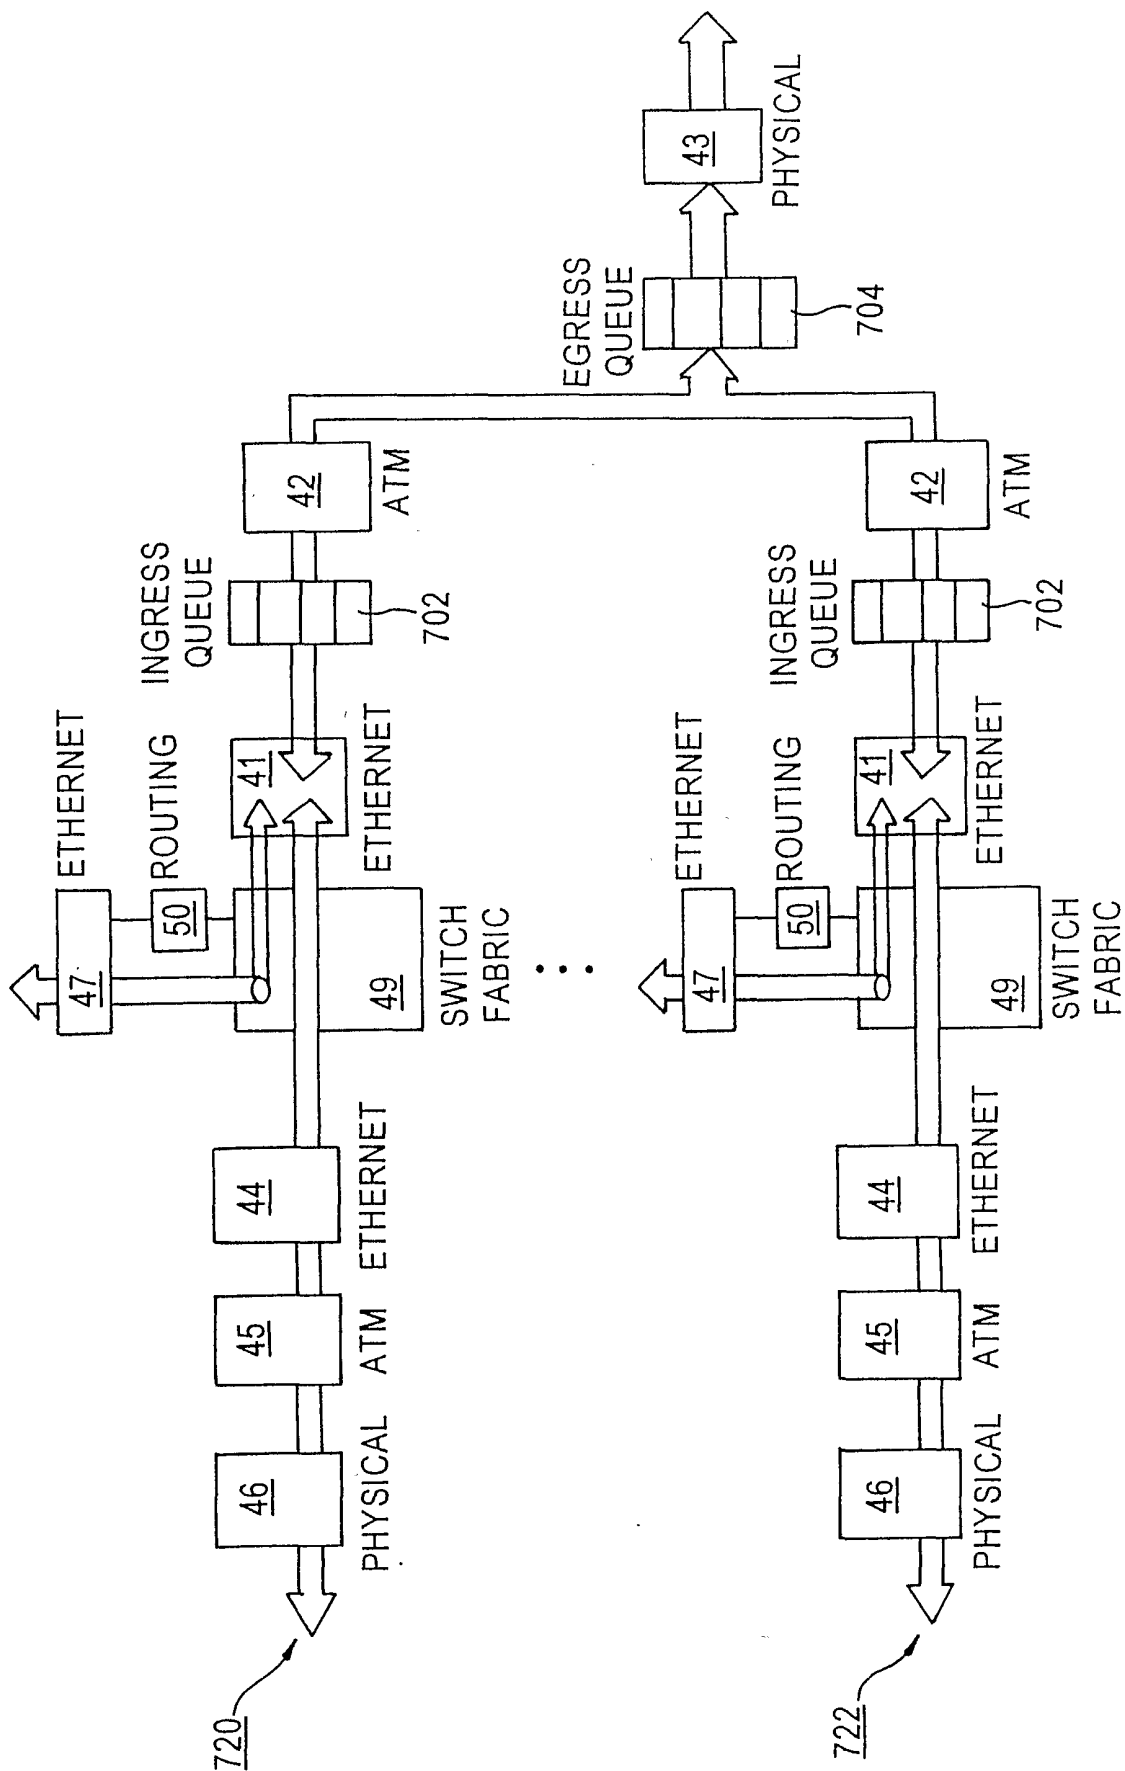 720
46
PHYSICAL
45
ATM
44
ETHERNET
ETHERNET
47
ROUTING
50
49
SWITCH
FABRIC
41
ETHERNET
INGRESS
QUEUE
702
42
ATM
EGRESS
QUEUE
704
43
PHYSICAL
722
46
PHYSICAL
45
ATM
44
ETHERNET
ETHERNET
47
ROUTING
50
49
SWITCH
FABRIC
41
ETHERNET
INGRESS
QUEUE
702
42
ATM